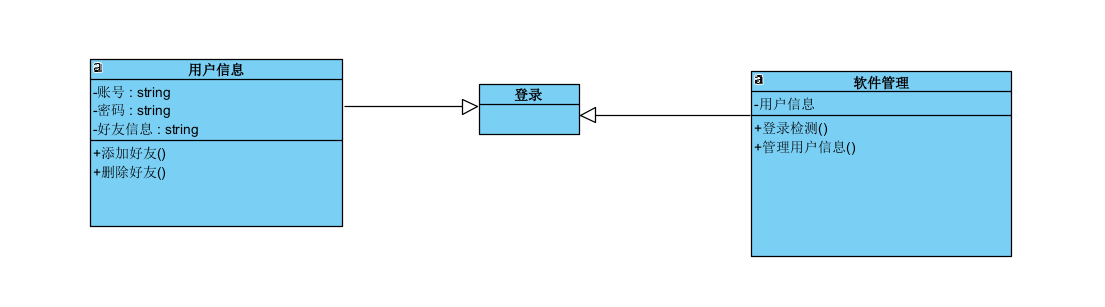 a
用户信息
-账号 : string
-密码 : string
-好友信息 : string
+添加好友()
+删除好友()
登录
a
软件管理
-用户信息
+登录检测()
+管理用户信息()